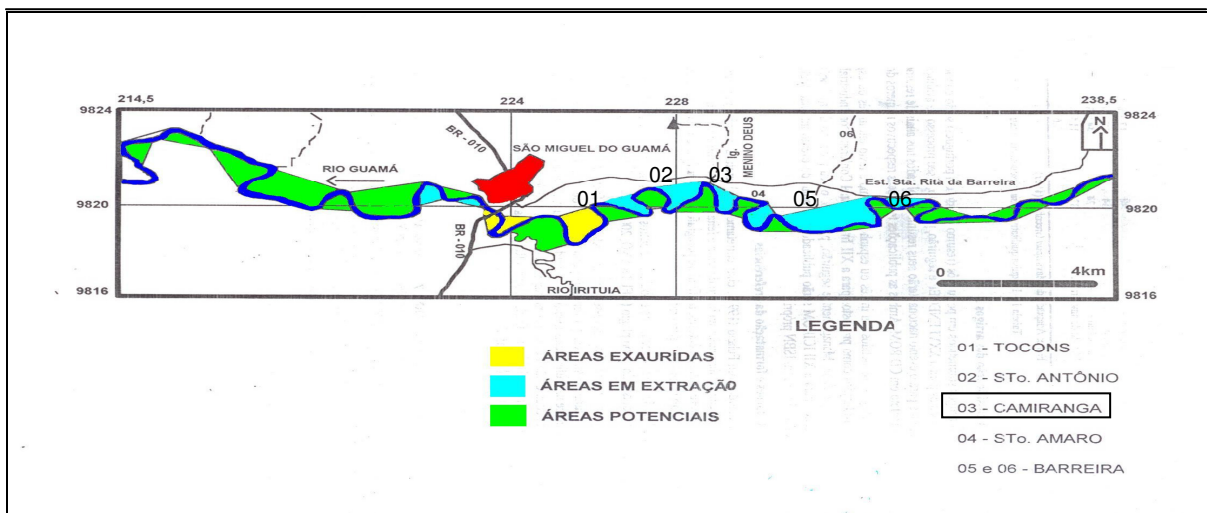 214,5
224
228
238,5
9824
9824
N
BR - 010
SÃO MIGUEL DO GUAMÁ
Ig.
MENINO DEUS
06
RIO GUAMÁ
02
03
Est. Sta. Rita da Barreira
01
04
05
06
9820
9820
BR - 010
RIO IRITUIA
0
4km
9816
9816
LEGENDA
ÁREAS EXAURÍDAS
ÁREAS EM EXTRAÇÃO
ÁREAS POTENCIAIS
01 - TOCONS
02 - STo. ANTÔNIO
03 - CAMIRANGA
04 - STo. AMARO
05 e 06 - BARREIRA